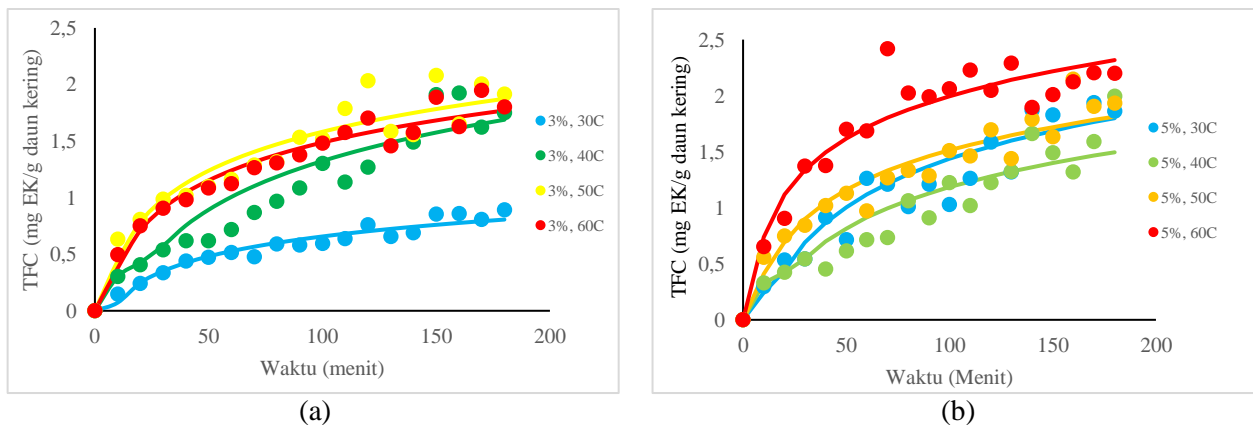 TFC (mg EK/g daun kering)
2,5
2
1,5
1
0,5
0
0
50
100
150
200
Waktu (menit)
3%, 30C
3%, 40C
3%, 50C
3%, 60C
(a)
TFC (mg EK/g daun kering)
2,5
2
1,5
1
0,5
0
0
50
100
150
200
Waktu (Menit)
5%, 30C
5%, 40C
5%, 50C
5%, 60C
(b)